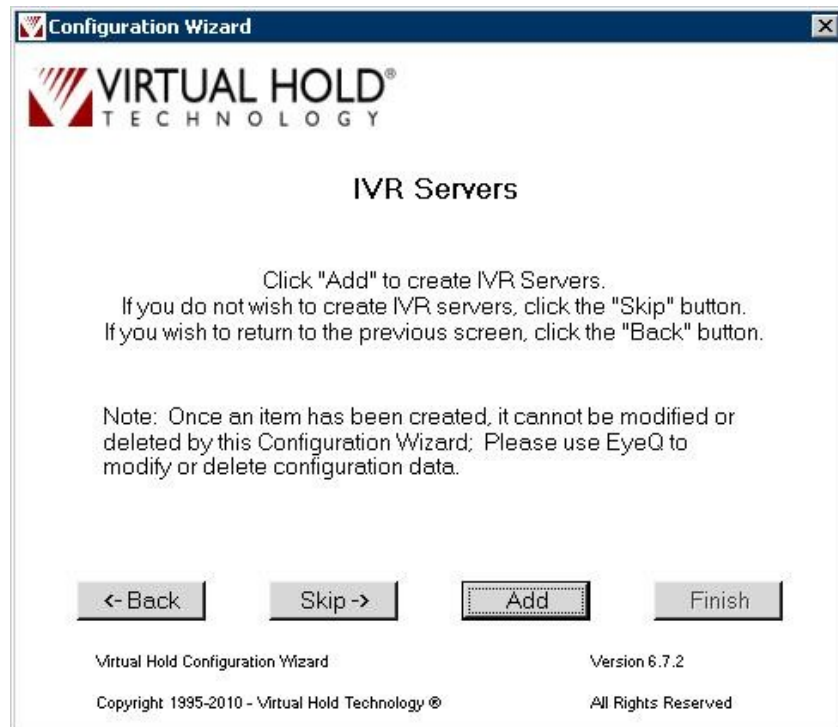 Configuration Wizard
VIRTUAL HOLD®
TECHNOLOGY
IVR Servers
Click "Add" to create IVR Servers.
If you do not wish to create IVR servers, click the "Skip" button.
If you wish to return to the previous screen, click the "Back" button.
Note: Once an item has been created, it cannot be modified or
deleted by this Configuration Wizard; Please use EyeQ to
modify or delete configuration data.
<- Back Skip -> Add Finish
Virtual Hold Configuration Wizard Version 6.7.2
Copyright 1995-2010 - Virtual Hold Technology ® All Rights Reserved